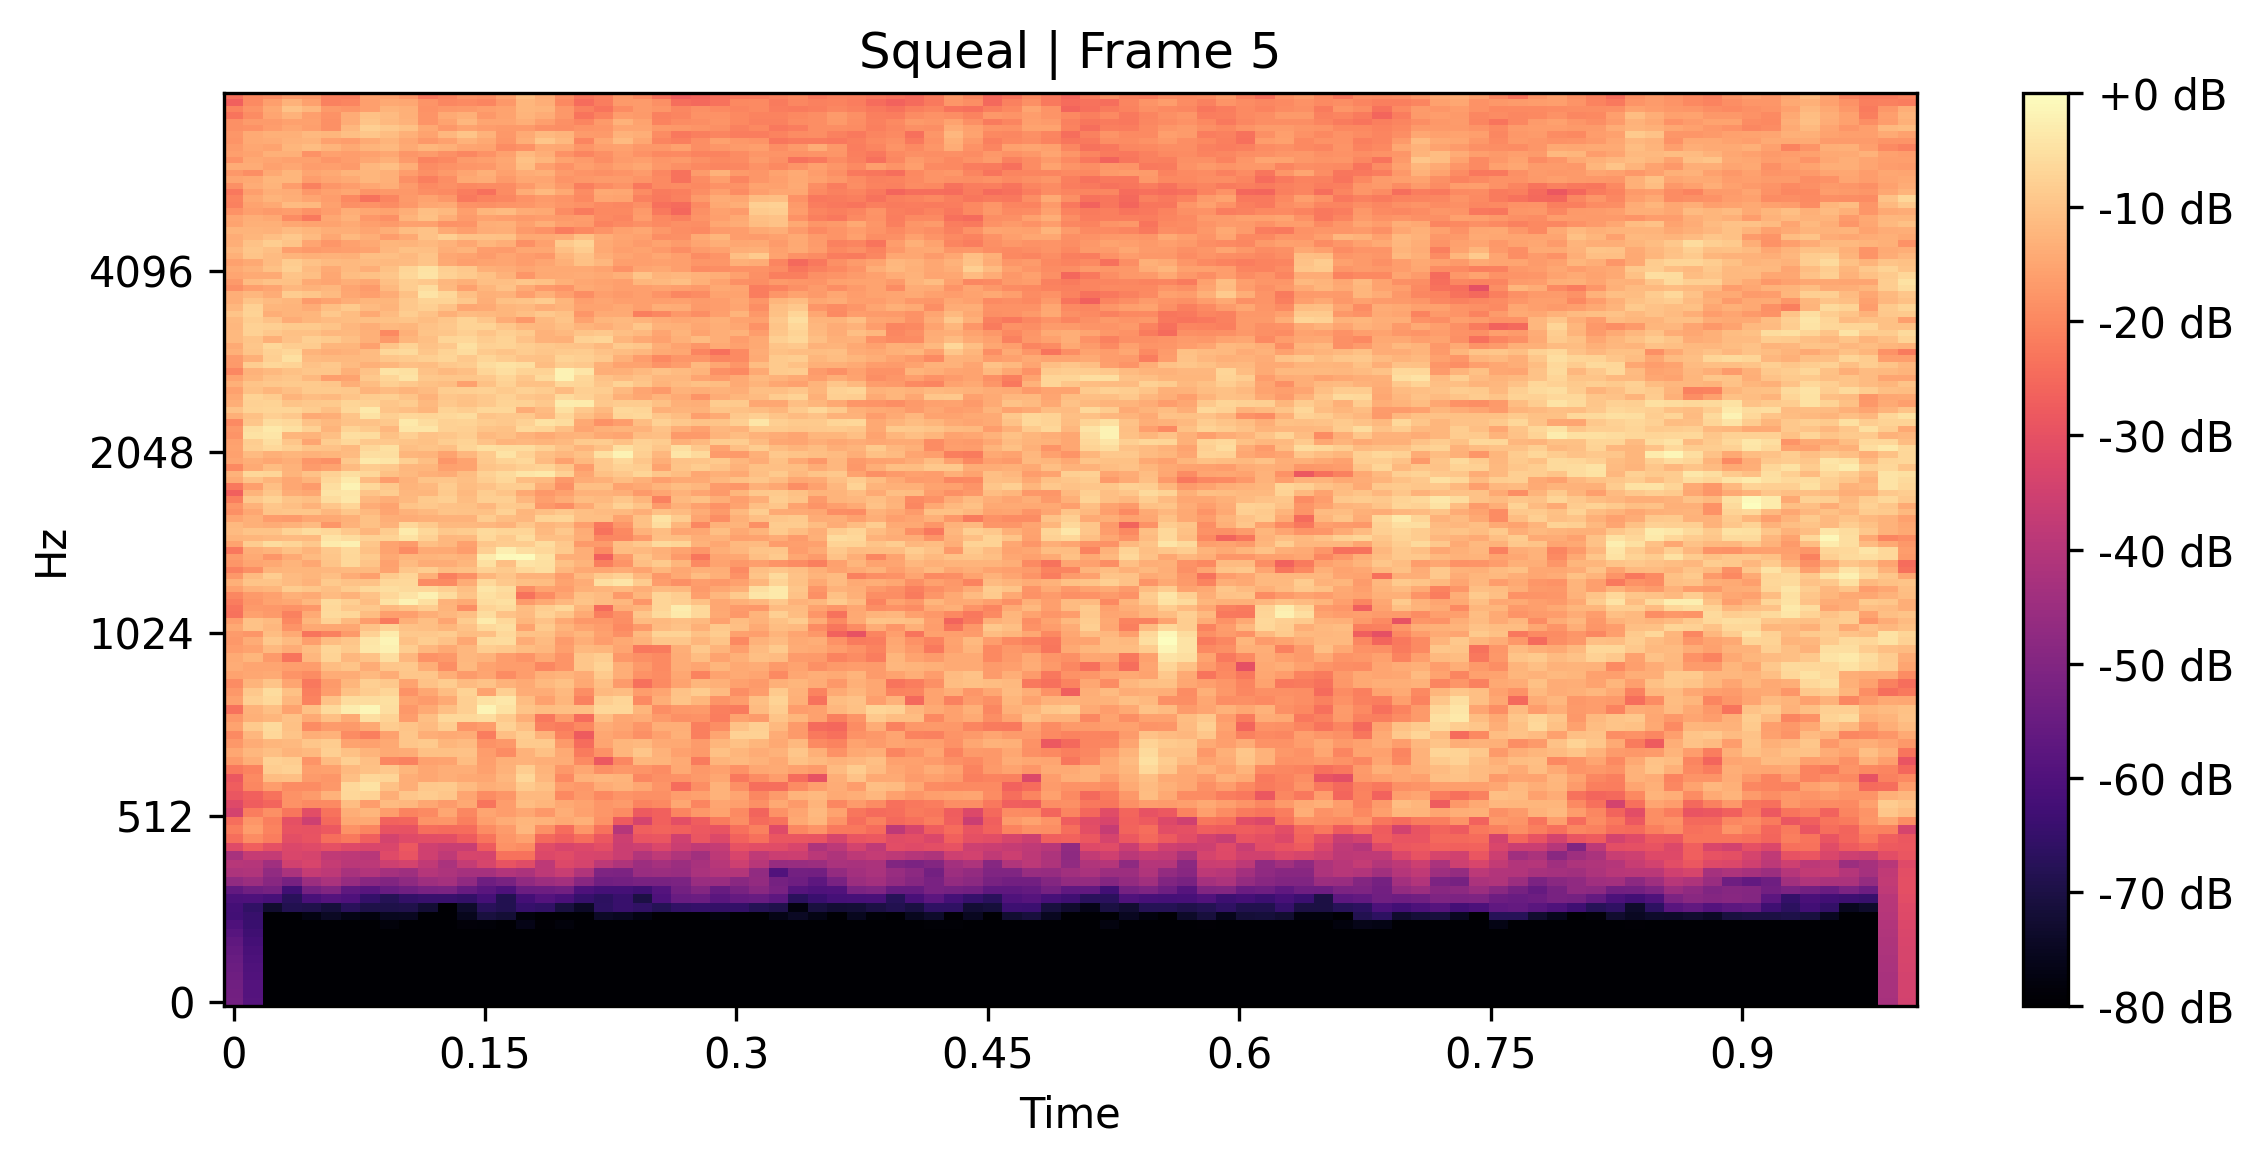 Squeal | Frame 5
Hz
4096
2048
1024
512
0
0 0.15 0.3 0.45 0.6 0.75 0.9
Time
+0 dB
-10 dB
-20 dB
-30 dB
-40 dB
-50 dB
-60 dB
-70 dB
-80 dB